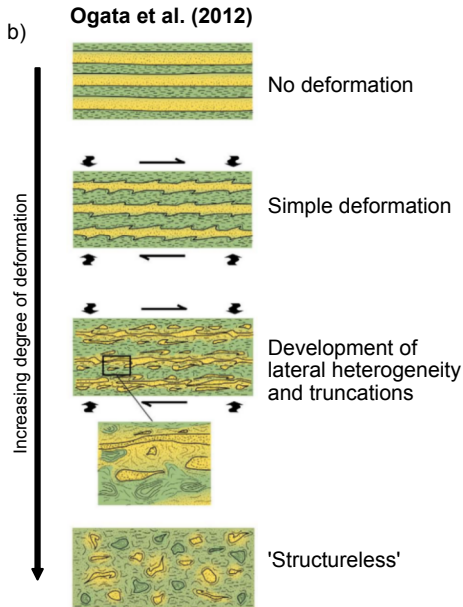 b)
Ogata et al. (2012)
Increasing degree of deformation
No deformation
Simple deformation
Development of
lateral heterogeneity
and truncations
'Structureless'